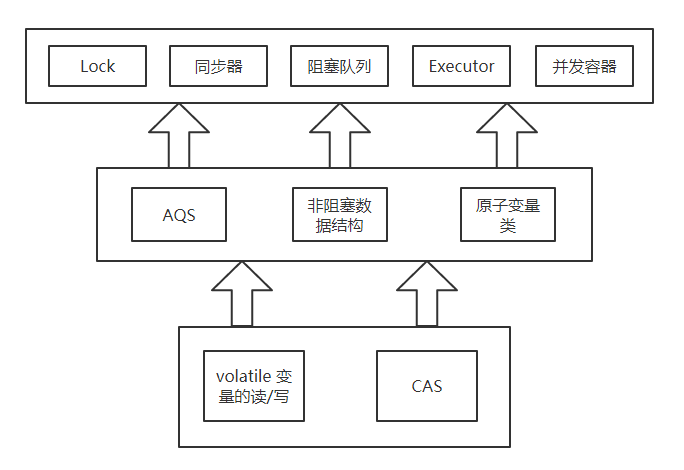 Lock
同步器
阻塞队列
Executor
并发容器
AQS
非阻塞数
据结构
原子变量
类
volatile 变
量的读/写
CAS